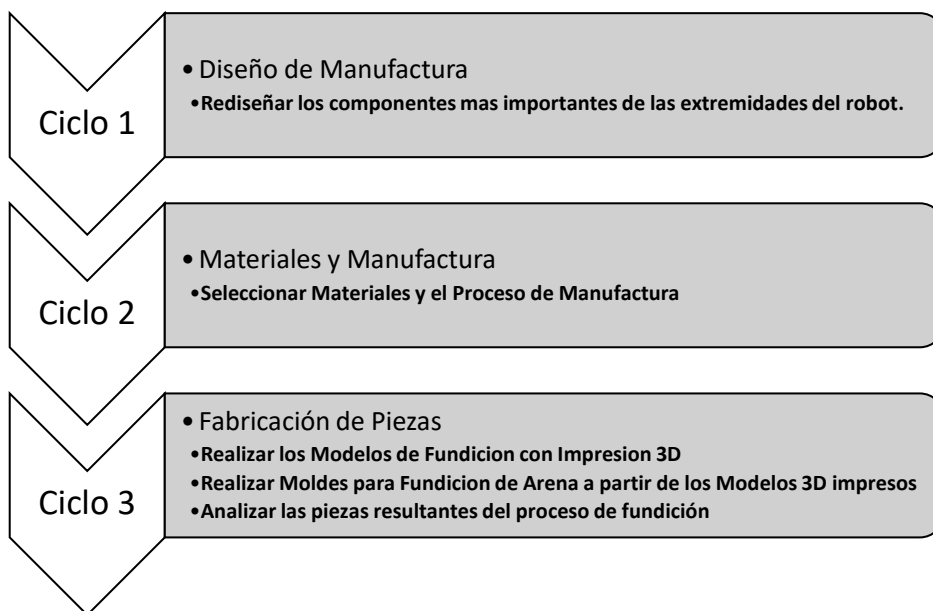 Ciclo 1
• Diseño de Manufactura
•Rediseñar los componentes mas importantes de las extremidades del robot.
Ciclo 2
• Materiales y Manufactura
•Seleccionar Materiales y el Proceso de Manufactura
Ciclo 3
• Fabricación de Piezas
•Realizar los Modelos de Fundicion con Impresion 3D
•Realizar Moldes para Fundicion de Arena a partir de los Modelos 3D impresos
•Analizar las piezas resultantes del proceso de fundición